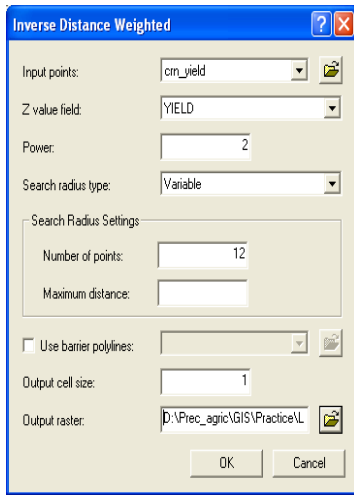 Inverse Distance Weighted
Input points: crn_yield
Z value field: YIELD
Power: 2
Search radius type: Variable
Search Radius Settings
Number of points: 12
Maximum distance:
Use barrier polylines:
Output cell size: 1
Output raster: D:\Prec_agric\GIS\Practice\L
OK Cancel